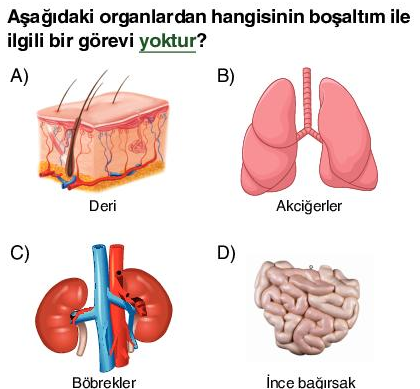 Aşağıdaki organlardan hangisinin boşaltım ile
ilgili bir görevi yoktur?
A)
B)
Deri
Akciğerler
C)
D)
Böbrekler
İnce bağırsak